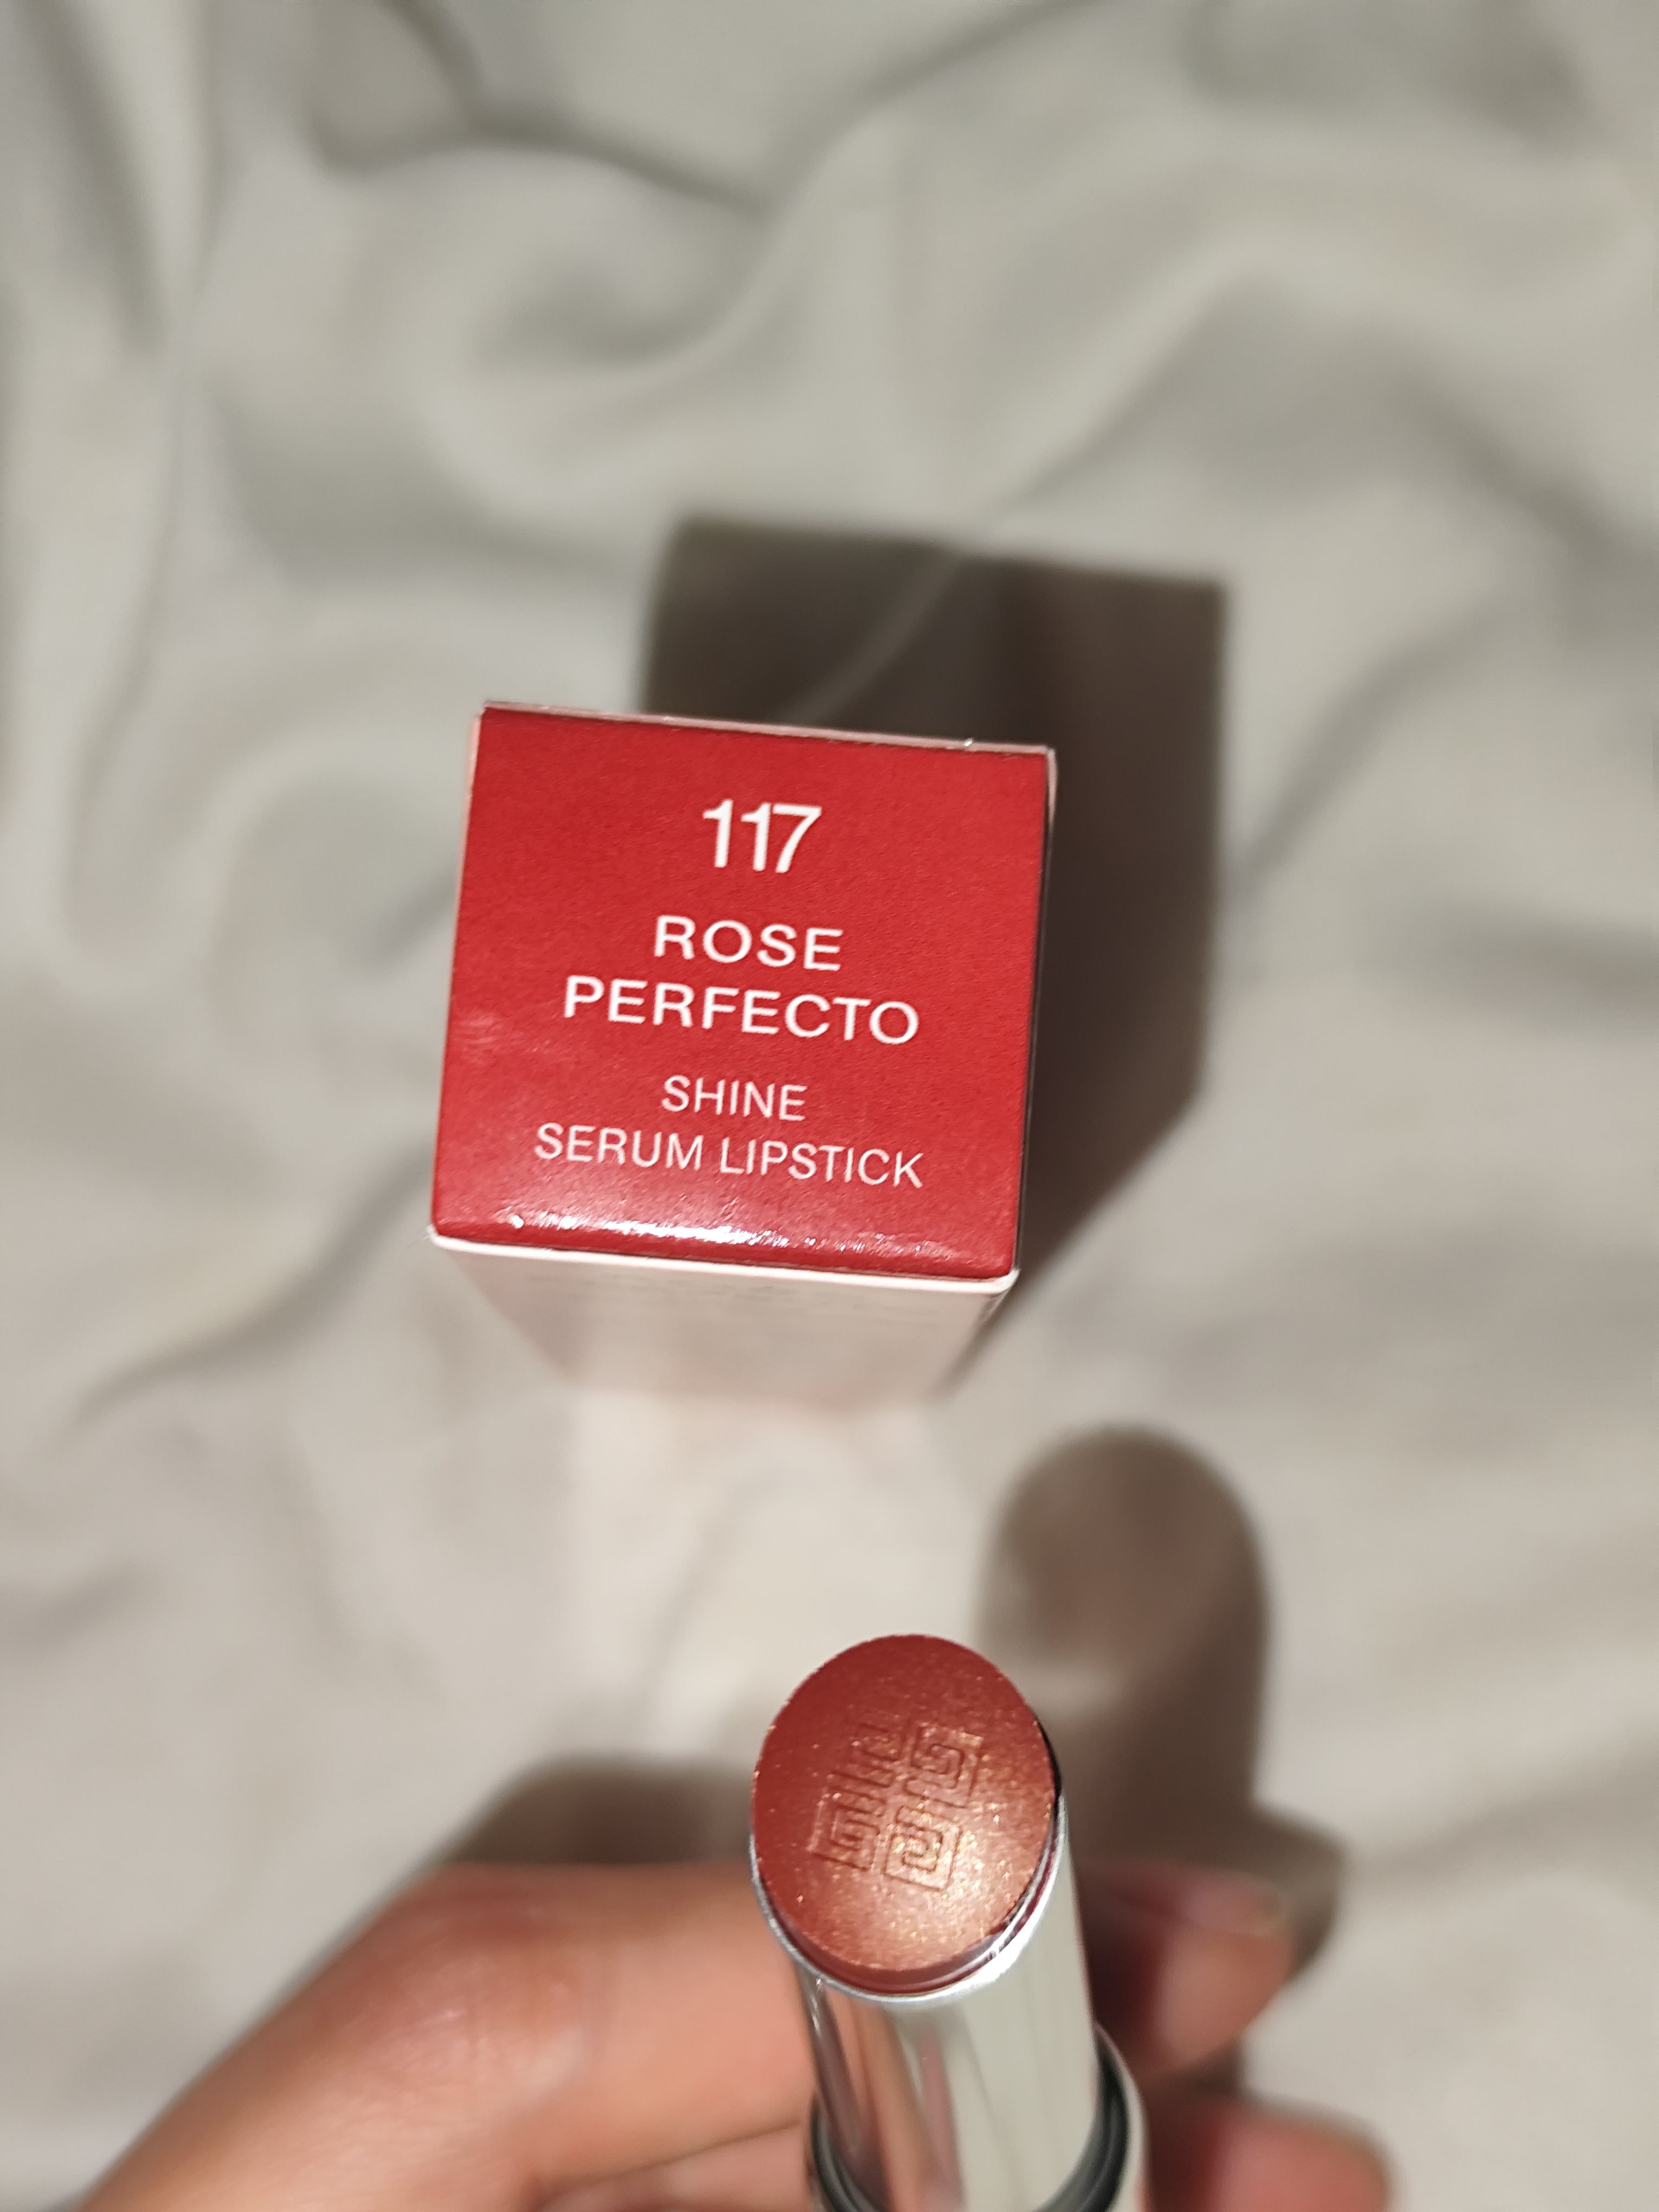 117
ROSE
PERFECTO
SHINE
SERUM LIPSTICK